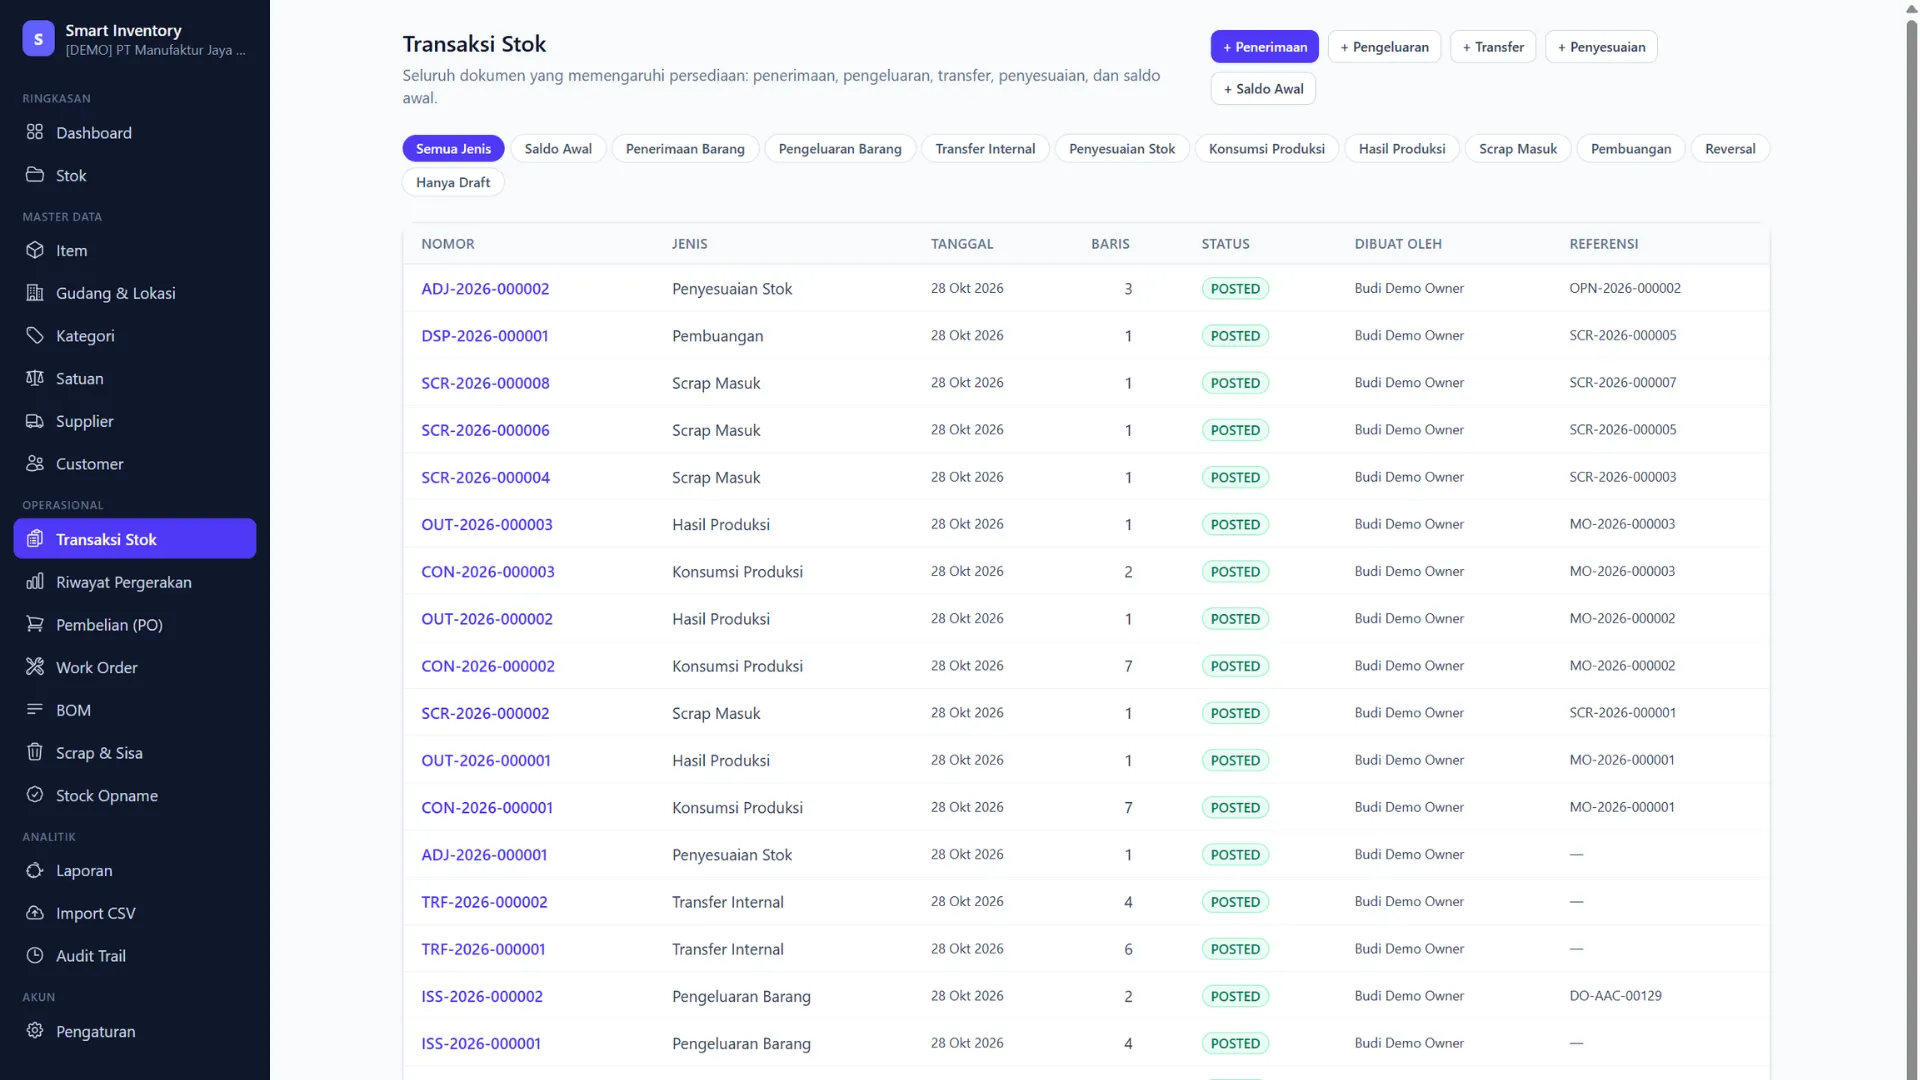 S
Smart Inventory
[DEMO] PT Manufaktur Jaya ...
RINGKASAN
Dashboard
Stok
MASTER DATA
Item
Gudang & Lokasi
Kategori
Satuan
Supplier
Customer
OPERASIONAL
Transaksi Stok
Riwayat Pergerakan
Pembelian (PO)
Work Order
BOM
Scrap & Sisa
Stock Opname
ANALITIK
Laporan
Import CSV
Audit Trail
AKUN
Pengaturan
Transaksi Stok
Seluruh dokumen yang memengaruhi persediaan: penerimaan, pengeluaran, transfer, penyesuaian, dan saldo
awal.
+ Penerimaan + Pengeluaran + Transfer + Penyesuaian
+ Saldo Awal
Semua Jenis Saldo Awal Penerimaan Barang Pengeluaran Barang Transfer Internal Penyesuaian Stok Konsumsi Produksi Hasil Produksi Scrap Masuk Pembuangan Reversal
Hanya Draft
NOMOR JENIS TANGGAL BARIS STATUS DIBUAT OLEH REFERENSI
ADJ-2026-000002 Penyesuaian Stok 28 Okt 2026 3 POSTED Budi Demo Owner OPN-2026-000002
DSP-2026-000001 Pembuangan 28 Okt 2026 1 POSTED Budi Demo Owner SCR-2026-000005
SCR-2026-000008 Scrap Masuk 28 Okt 2026 1 POSTED Budi Demo Owner SCR-2026-000007
SCR-2026-000006 Scrap Masuk 28 Okt 2026 1 POSTED Budi Demo Owner SCR-2026-000005
SCR-2026-000004 Scrap Masuk 28 Okt 2026 1 POSTED Budi Demo Owner SCR-2026-000003
OUT-2026-000003 Hasil Produksi 28 Okt 2026 1 POSTED Budi Demo Owner MO-2026-000003
CON-2026-000003 Konsumsi Produksi 28 Okt 2026 2 POSTED Budi Demo Owner MO-2026-000003
OUT-2026-000002 Hasil Produksi 28 Okt 2026 1 POSTED Budi Demo Owner MO-2026-000002
CON-2026-000002 Konsumsi Produksi 28 Okt 2026 7 POSTED Budi Demo Owner MO-2026-000002
SCR-2026-000002 Scrap Masuk 28 Okt 2026 1 POSTED Budi Demo Owner SCR-2026-000001
OUT-2026-000001 Hasil Produksi 28 Okt 2026 1 POSTED Budi Demo Owner MO-2026-000001
CON-2026-000001 Konsumsi Produksi 28 Okt 2026 7 POSTED Budi Demo Owner MO-2026-000001
ADJ-2026-000001 Penyesuaian Stok 28 Okt 2026 1 POSTED Budi Demo Owner —
TRF-2026-000002 Transfer Internal 28 Okt 2026 4 POSTED Budi Demo Owner —
TRF-2026-000001 Transfer Internal 28 Okt 2026 6 POSTED Budi Demo Owner —
ISS-2026-000002 Pengeluaran Barang 28 Okt 2026 2 POSTED Budi Demo Owner DO-AAC-00129
ISS-2026-000001 Pengeluaran Barang 28 Okt 2026 4 POSTED Budi Demo Owner —